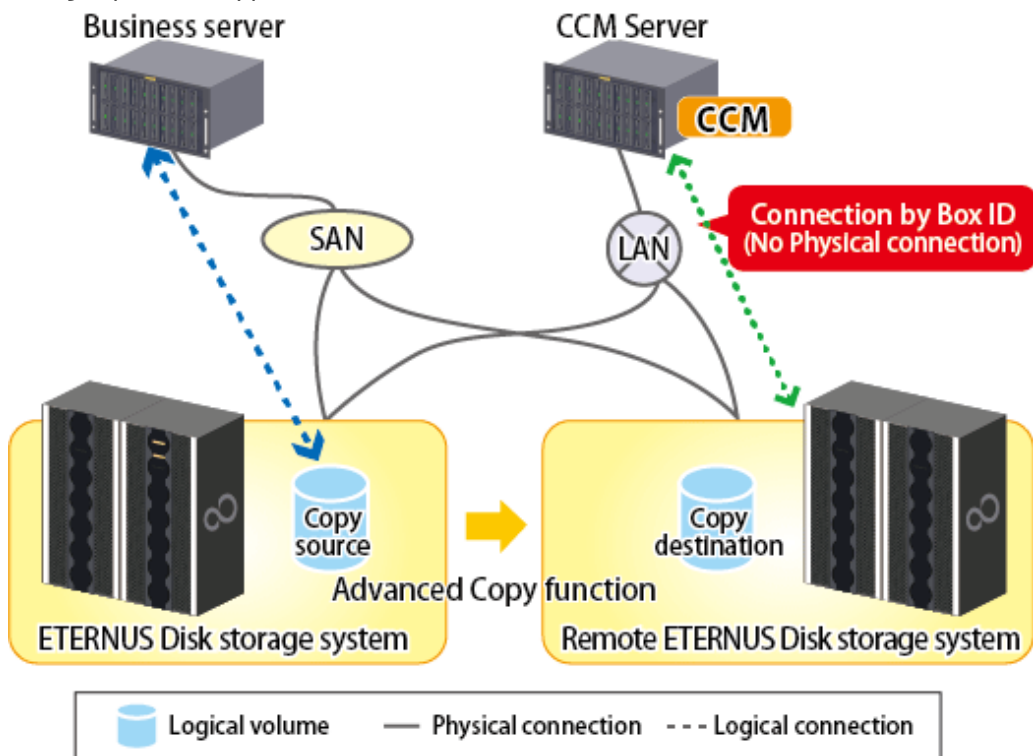 Business server
CCM Server
CCM
SAN
LAN
Connection by Box ID
(No Physical connection)
Copy
source
Copy
destination
Advanced Copy function
ETERNUS Disk storage system
Remote ETERNUS Disk storage system
Logical volume
Physical connection
Logical connection